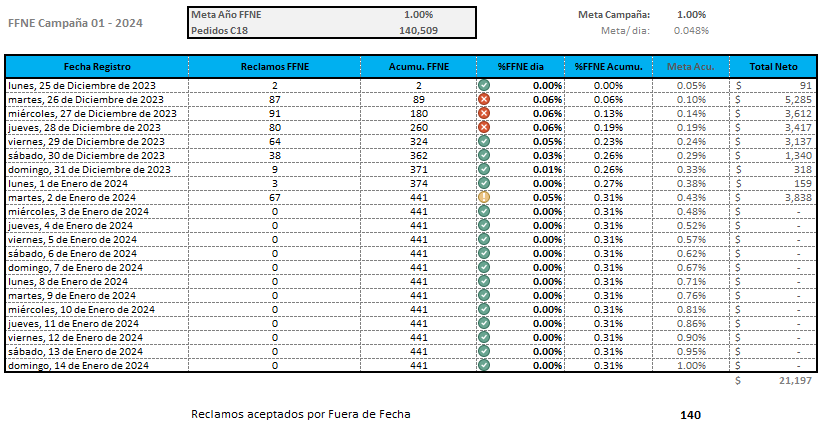 FFNE Campaña 01 - 2024
Meta Año FFNE 1.00%
Pedidos C18 140,509
Meta Campaña: 1.00%
Meta/ dia: 0.048%
Fecha Registro Reclamos FFNE Acumu. FFNE %FFNE dia %FFNE Acumu. Meta Acu. Total Neto
lunes, 25 de Diciembre de 2023 2 2 0.00% 0.00% 0.05% $ 91
martes, 26 de Diciembre de 2023 87 89 0.06% 0.06% 0.10% $ 5,285
miércoles, 27 de Diciembre de 2023 91 180 0.06% 0.13% 0.14% $ 3,612
jueves, 28 de Diciembre de 2023 80 260 0.06% 0.19% 0.19% $ 3,417
viernes, 29 de Diciembre de 2023 64 324 0.05% 0.23% 0.24% $ 3,137
sábado, 30 de Diciembre de 2023 38 362 0.03% 0.26% 0.29% $ 1,340
domingo, 31 de Diciembre de 2023 9 371 0.01% 0.26% 0.33% $ 318
lunes, 1 de Enero de 2024 3 374 0.00% 0.27% 0.38% $ 159
martes, 2 de Enero de 2024 67 441 0.05% 0.31% 0.43% $ 3,838
miércoles, 3 de Enero de 2024 0 441 0.00% 0.31% 0.48% $ -
jueves, 4 de Enero de 2024 0 441 0.00% 0.31% 0.52% $ -
viernes, 5 de Enero de 2024 0 441 0.00% 0.31% 0.57% $ -
sábado, 6 de Enero de 2024 0 441 0.00% 0.31% 0.62% $ -
domingo, 7 de Enero de 2024 0 441 0.00% 0.31% 0.67% $ -
lunes, 8 de Enero de 2024 0 441 0.00% 0.31% 0.71% $ -
martes, 9 de Enero de 2024 0 441 0.00% 0.31% 0.76% $ -
miércoles, 10 de Enero de 2024 0 441 0.00% 0.31% 0.81% $ -
jueves, 11 de Enero de 2024 0 441 0.00% 0.31% 0.86% $ -
viernes, 12 de Enero de 2024 0 441 0.00% 0.31% 0.90% $ -
sábado, 13 de Enero de 2024 0 441 0.00% 0.31% 0.95% $ -
domingo, 14 de Enero de 2024 0 441 0.00% 0.31% 1.00% $ -
$ 21,197
Reclamos aceptados por Fuera de Fecha 140